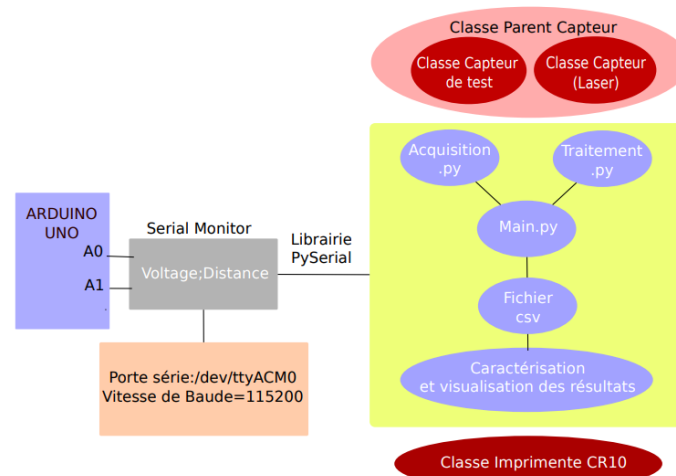 Classe Parent Capteur
Classe Capteur
de test
Classe Capteur
(Laser)
Acquisition
.py
Traitement
.py
ARDUINO
UNO
A0
A1
Serial Monitor
Voltage;Distance
Librairie
PySerial
Main.py
Fichier
csv
Porte série:/dev/ttyACM0
Vitesse de Baude=115200
Caractérisation
et visualisation des résultats
Classe Imprimente CR10